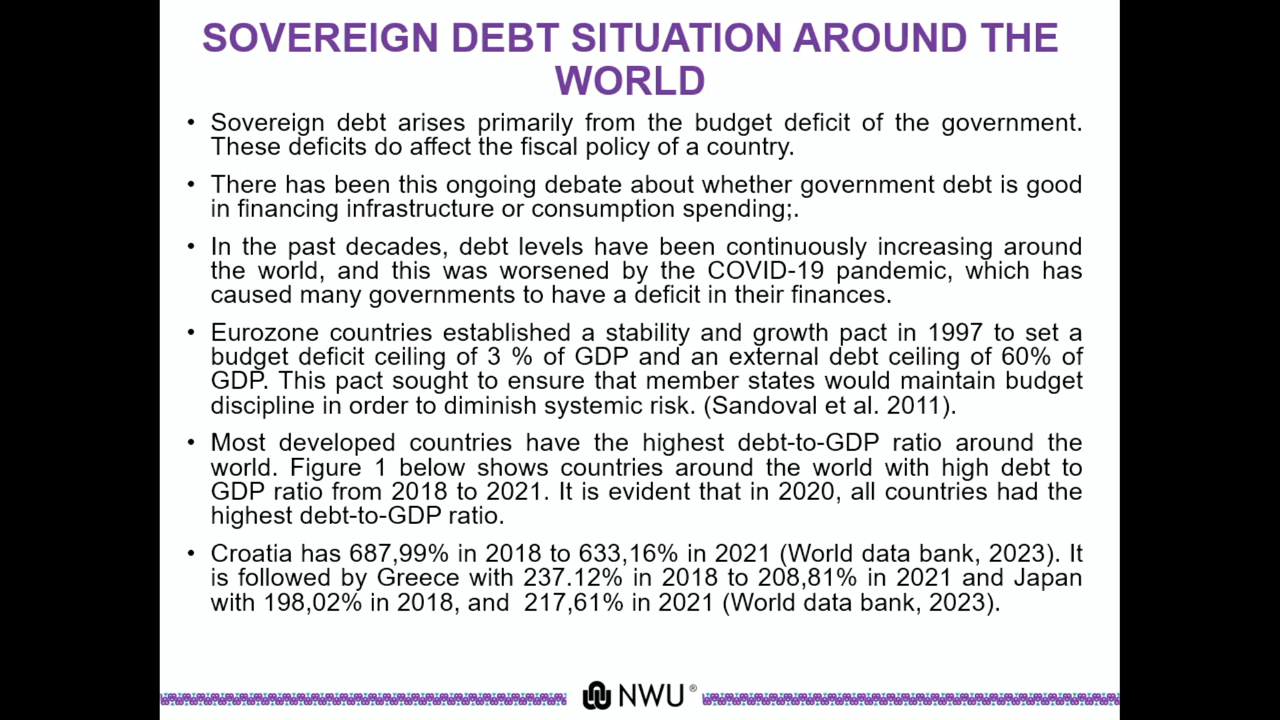 SOVEREIGN DEBT SITUATION AROUND THE
WORLD
• Sovereign debt arises primarily from the budget deficit of the government.
These deficits do affect the fiscal policy of a country.
• There has been this ongoing debate about whether government debt is good
in financing infrastructure or consumption spending;.
• In the past decades, debt levels have been continuously increasing around
the world, and this was worsened by the COVID-19 pandemic, which has
caused many governments to have a deficit in their finances.
• Eurozone countries established a stability and growth pact in 1997 to set a
budget deficit ceiling of 3 % of GDP and an external debt ceiling of 60% of
GDP. This pact sought to ensure that member states would maintain budget
discipline in order to diminish systemic risk. (Sandoval et al. 2011).
• Most developed countries have the highest debt-to-GDP ratio around the
world. Figure 1 below shows countries around the world with high debt to
GDP ratio from 2018 to 2021. It is evident that in 2020, all countries had the
highest debt-to-GDP ratio.
• Croatia has 687,99% in 2018 to 633,16% in 2021 (World data bank, 2023). It
is followed by Greece with 237.12% in 2018 to 208,81% in 2021 and Japan
with 198,02% in 2018, and  217,61% in 2021 (World data bank, 2023).
NWU®